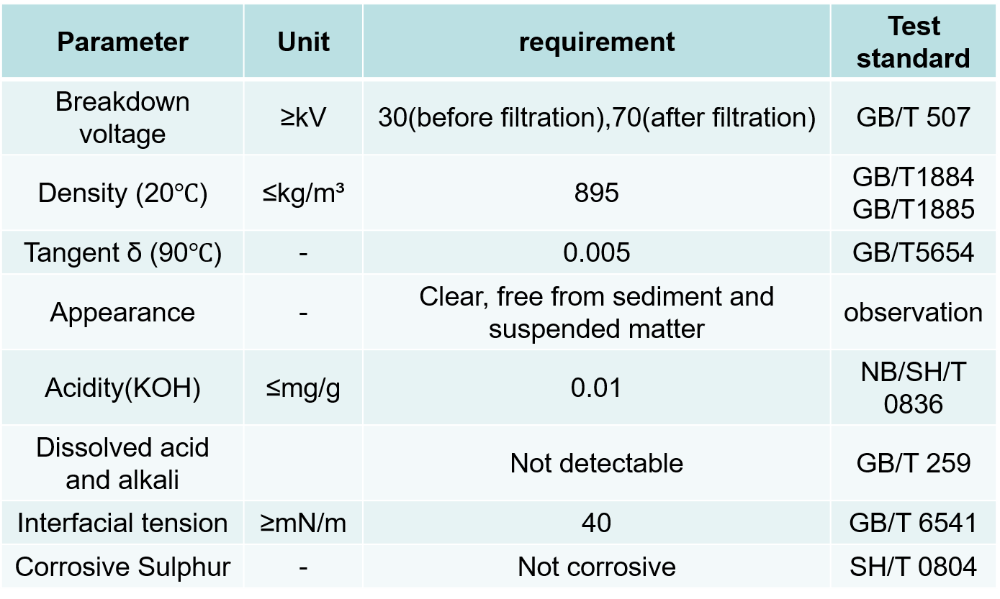 Parameter Unit requirement Test standard
Breakdown voltage ≥kV 30(before filtration),70(after filtration) GB/T 507
Density (20℃) ≤kg/m³ 895 GB/T1884 GB/T1885
Tangent δ (90℃) - 0.005 GB/T5654
Appearance - Clear, free from sediment and suspended matter observation
Acidity(KOH) ≤mg/g 0.01 NB/SH/T 0836
Dissolved acid and alkali Not detectable GB/T 259
Interfacial tension ≥mN/m 40 GB/T 6541
Corrosive Sulphur - Not corrosive SH/T 0804